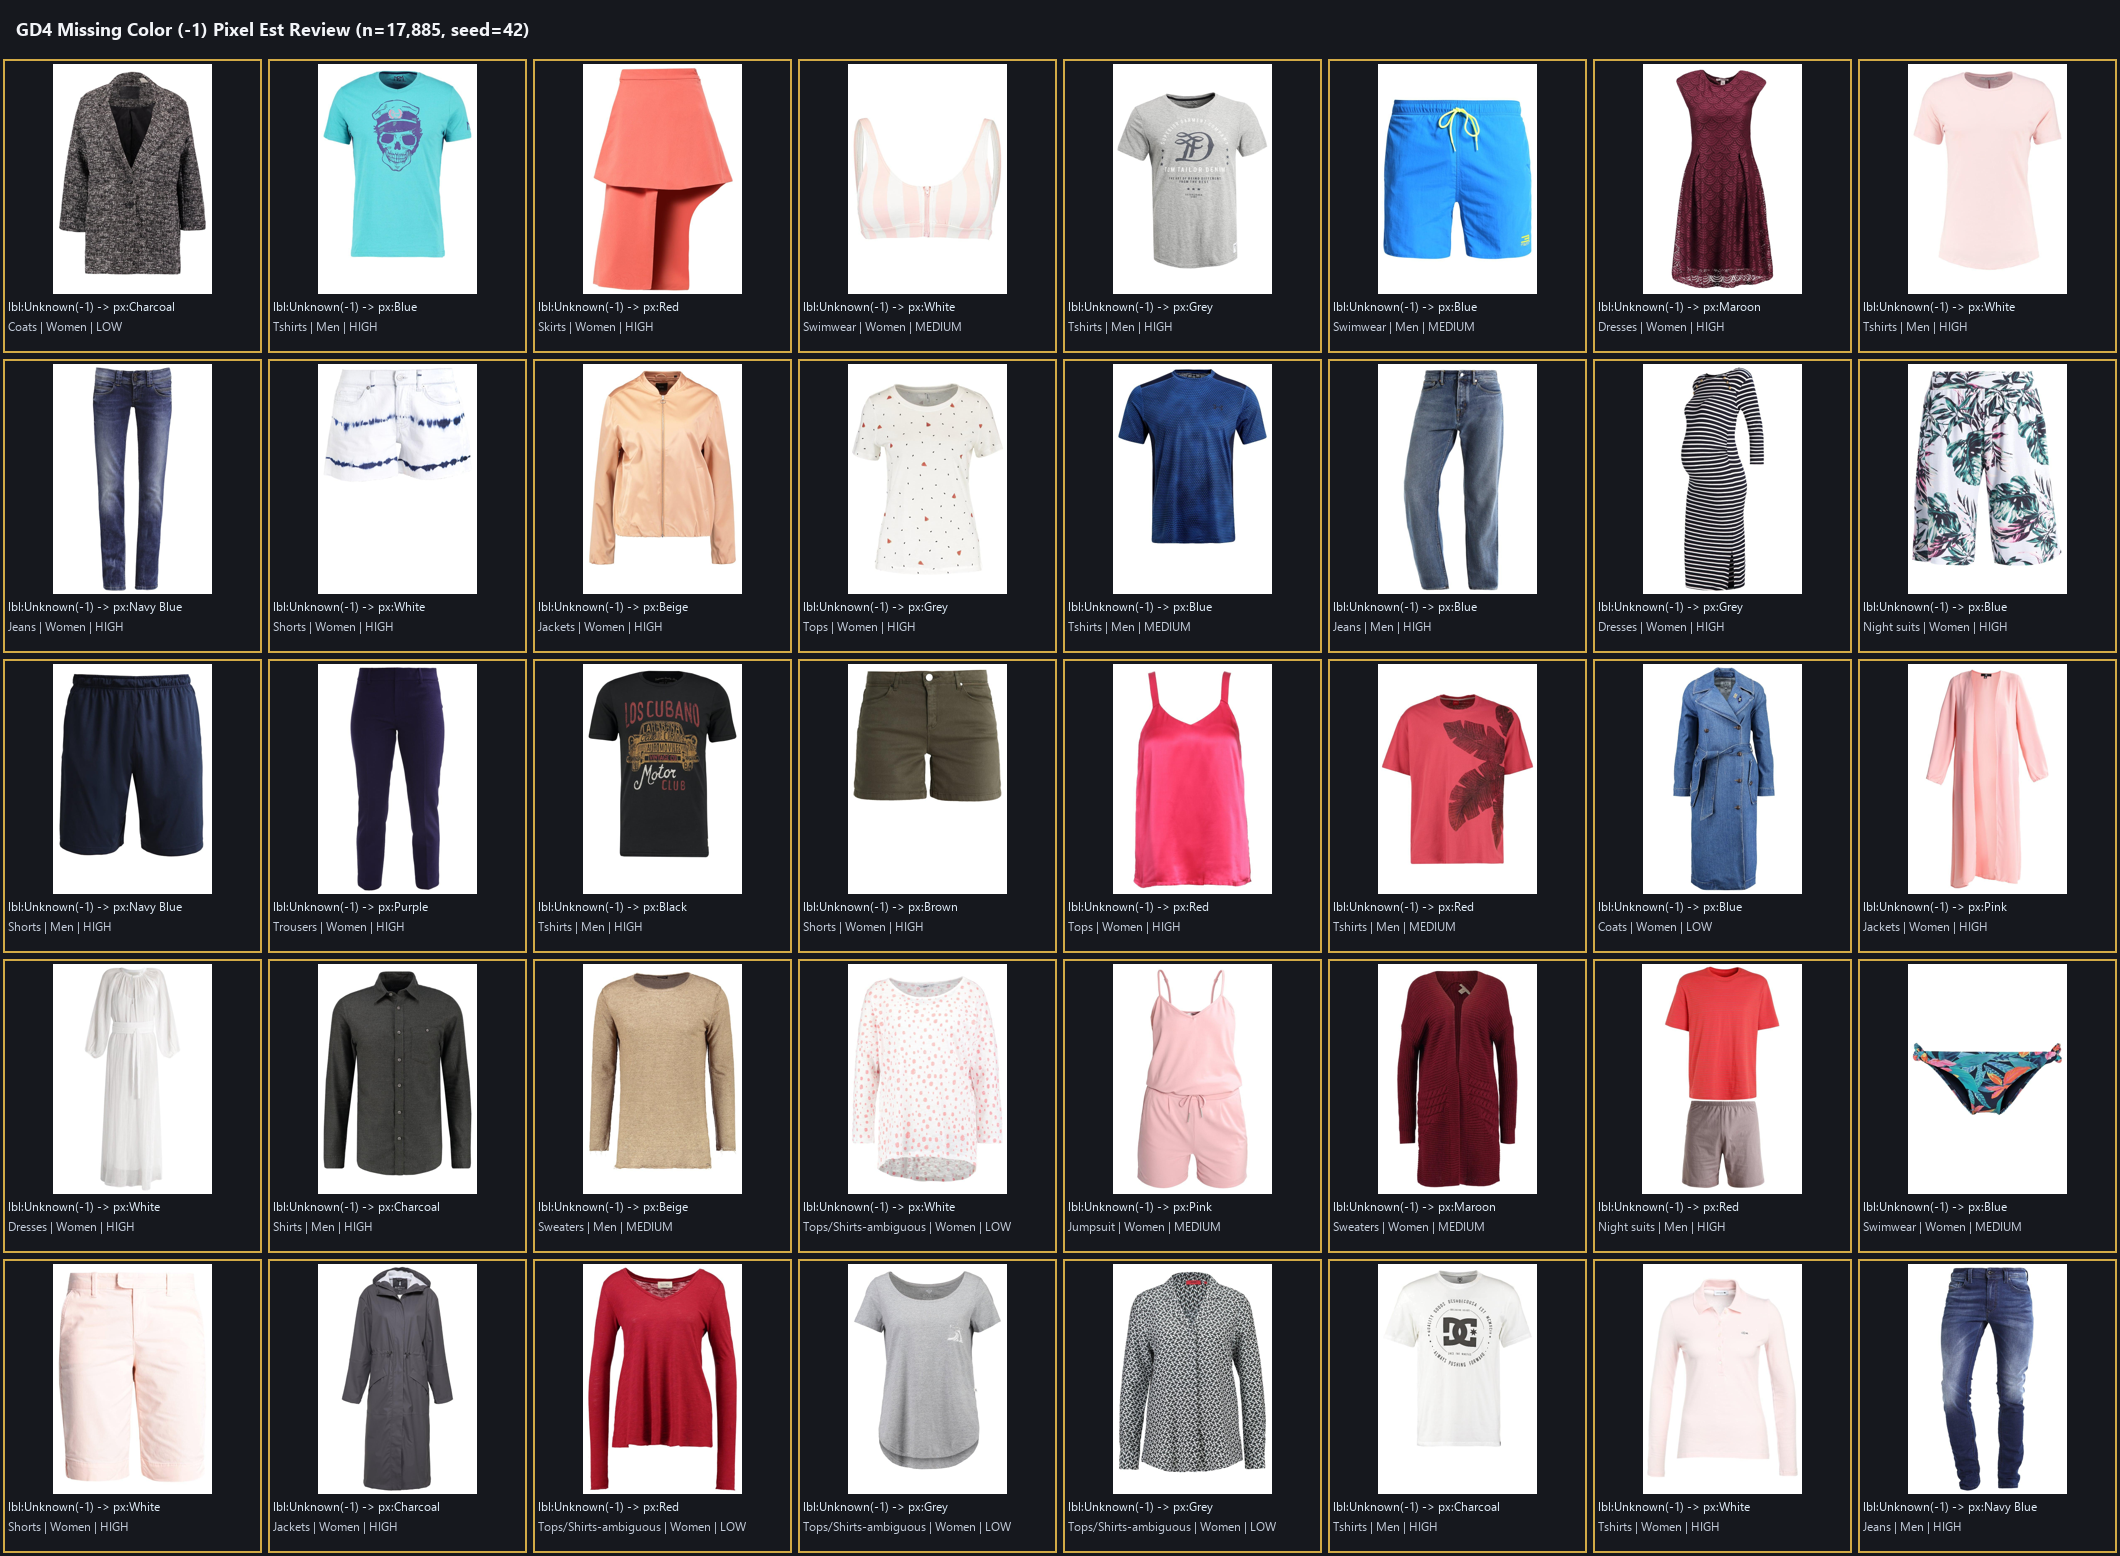 GD4 Missing Color (-1) Pixel Est Review (n=17,885, seed=42)
lbl:Unknown(-1) -> px:Charcoal
Coats | Women | LOW
lbl:Unknown(-1) -> px:Blue
Tshirts | Men | HIGH
lbl:Unknown(-1) -> px:Red
Skirts | Women | HIGH
lbl:Unknown(-1) -> px:White
Swimwear | Women | MEDIUM
TOM TAILOR DENIM
lbl:Unknown(-1) -> px:Grey
Tshirts | Men | HIGH
lbl:Unknown(-1) -> px:Blue
Swimwear | Men | MEDIUM
lbl:Unknown(-1) -> px:Maroon
Dresses | Women | HIGH
lbl:Unknown(-1) -> px:White
Tshirts | Men | HIGH
lbl:Unknown(-1) -> px:Navy Blue
Jeans | Women | HIGH
lbl:Unknown(-1) -> px:White
Shorts | Women | HIGH
lbl:Unknown(-1) -> px:Beige
Jackets | Women | HIGH
lbl:Unknown(-1) -> px:Grey
Tops | Women | HIGH
lbl:Unknown(-1) -> px:Blue
Tshirts | Men | MEDIUM
lbl:Unknown(-1) -> px:Blue
Jeans | Men | HIGH
lbl:Unknown(-1) -> px:Grey
Dresses | Women | HIGH
lbl:Unknown(-1) -> px:Blue
Night suits | Women | HIGH
lbl:Unknown(-1) -> px:Navy Blue
Shorts | Men | HIGH
lbl:Unknown(-1) -> px:Purple
Trousers | Women | HIGH
LOS CUBANO
Motor
CLUB
lbl:Unknown(-1) -> px:Black
Tshirts | Men | HIGH
lbl:Unknown(-1) -> px:Brown
Shorts | Women | HIGH
lbl:Unknown(-1) -> px:Red
Tops | Women | HIGH
lbl:Unknown(-1) -> px:Red
Tshirts | Men | MEDIUM
lbl:Unknown(-1) -> px:Blue
Coats | Women | LOW
lbl:Unknown(-1) -> px:Pink
Jackets | Women | HIGH
lbl:Unknown(-1) -> px:White
Dresses | Women | HIGH
lbl:Unknown(-1) -> px:Charcoal
Shirts | Men | HIGH
lbl:Unknown(-1) -> px:Beige
Sweaters | Men | MEDIUM
lbl:Unknown(-1) -> px:White
Tops/Shirts-ambiguous | Women | LOW
lbl:Unknown(-1) -> px:Pink
Jumpsuit | Women | MEDIUM
lbl:Unknown(-1) -> px:Maroon
Sweaters | Women | MEDIUM
lbl:Unknown(-1) -> px:Red
Night suits | Men | HIGH
lbl:Unknown(-1) -> px:Blue
Swimwear | Women | MEDIUM
lbl:Unknown(-1) -> px:White
Shorts | Women | HIGH
lbl:Unknown(-1) -> px:Charcoal
Jackets | Women | HIGH
lbl:Unknown(-1) -> px:Red
Tops/Shirts-ambiguous | Women | LOW
lbl:Unknown(-1) -> px:Grey
Tops/Shirts-ambiguous | Women | LOW
lbl:Unknown(-1) -> px:Grey
Tops/Shirts-ambiguous | Women | LOW
DC
ALWAYS PUSHING FORWARD
lbl:Unknown(-1) -> px:Charcoal
Tshirts | Men | HIGH
lbl:Unknown(-1) -> px:White
Tshirts | Women | HIGH
lbl:Unknown(-1) -> px:Navy Blue
Jeans | Men | HIGH